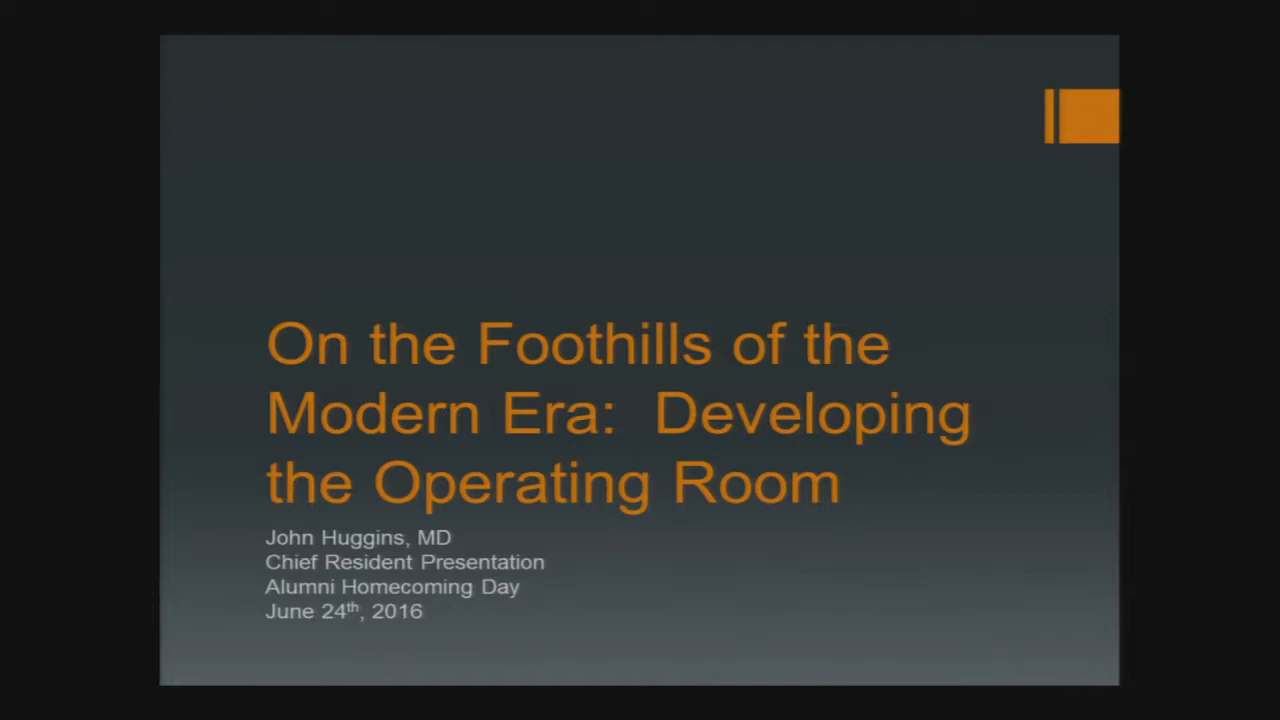 On the Foothills of the
Modern Era: Developing
the Operating Room
John Huggins, MD
Chief Resident Presentation
Alumni Homecoming Day
June 24th, 2016